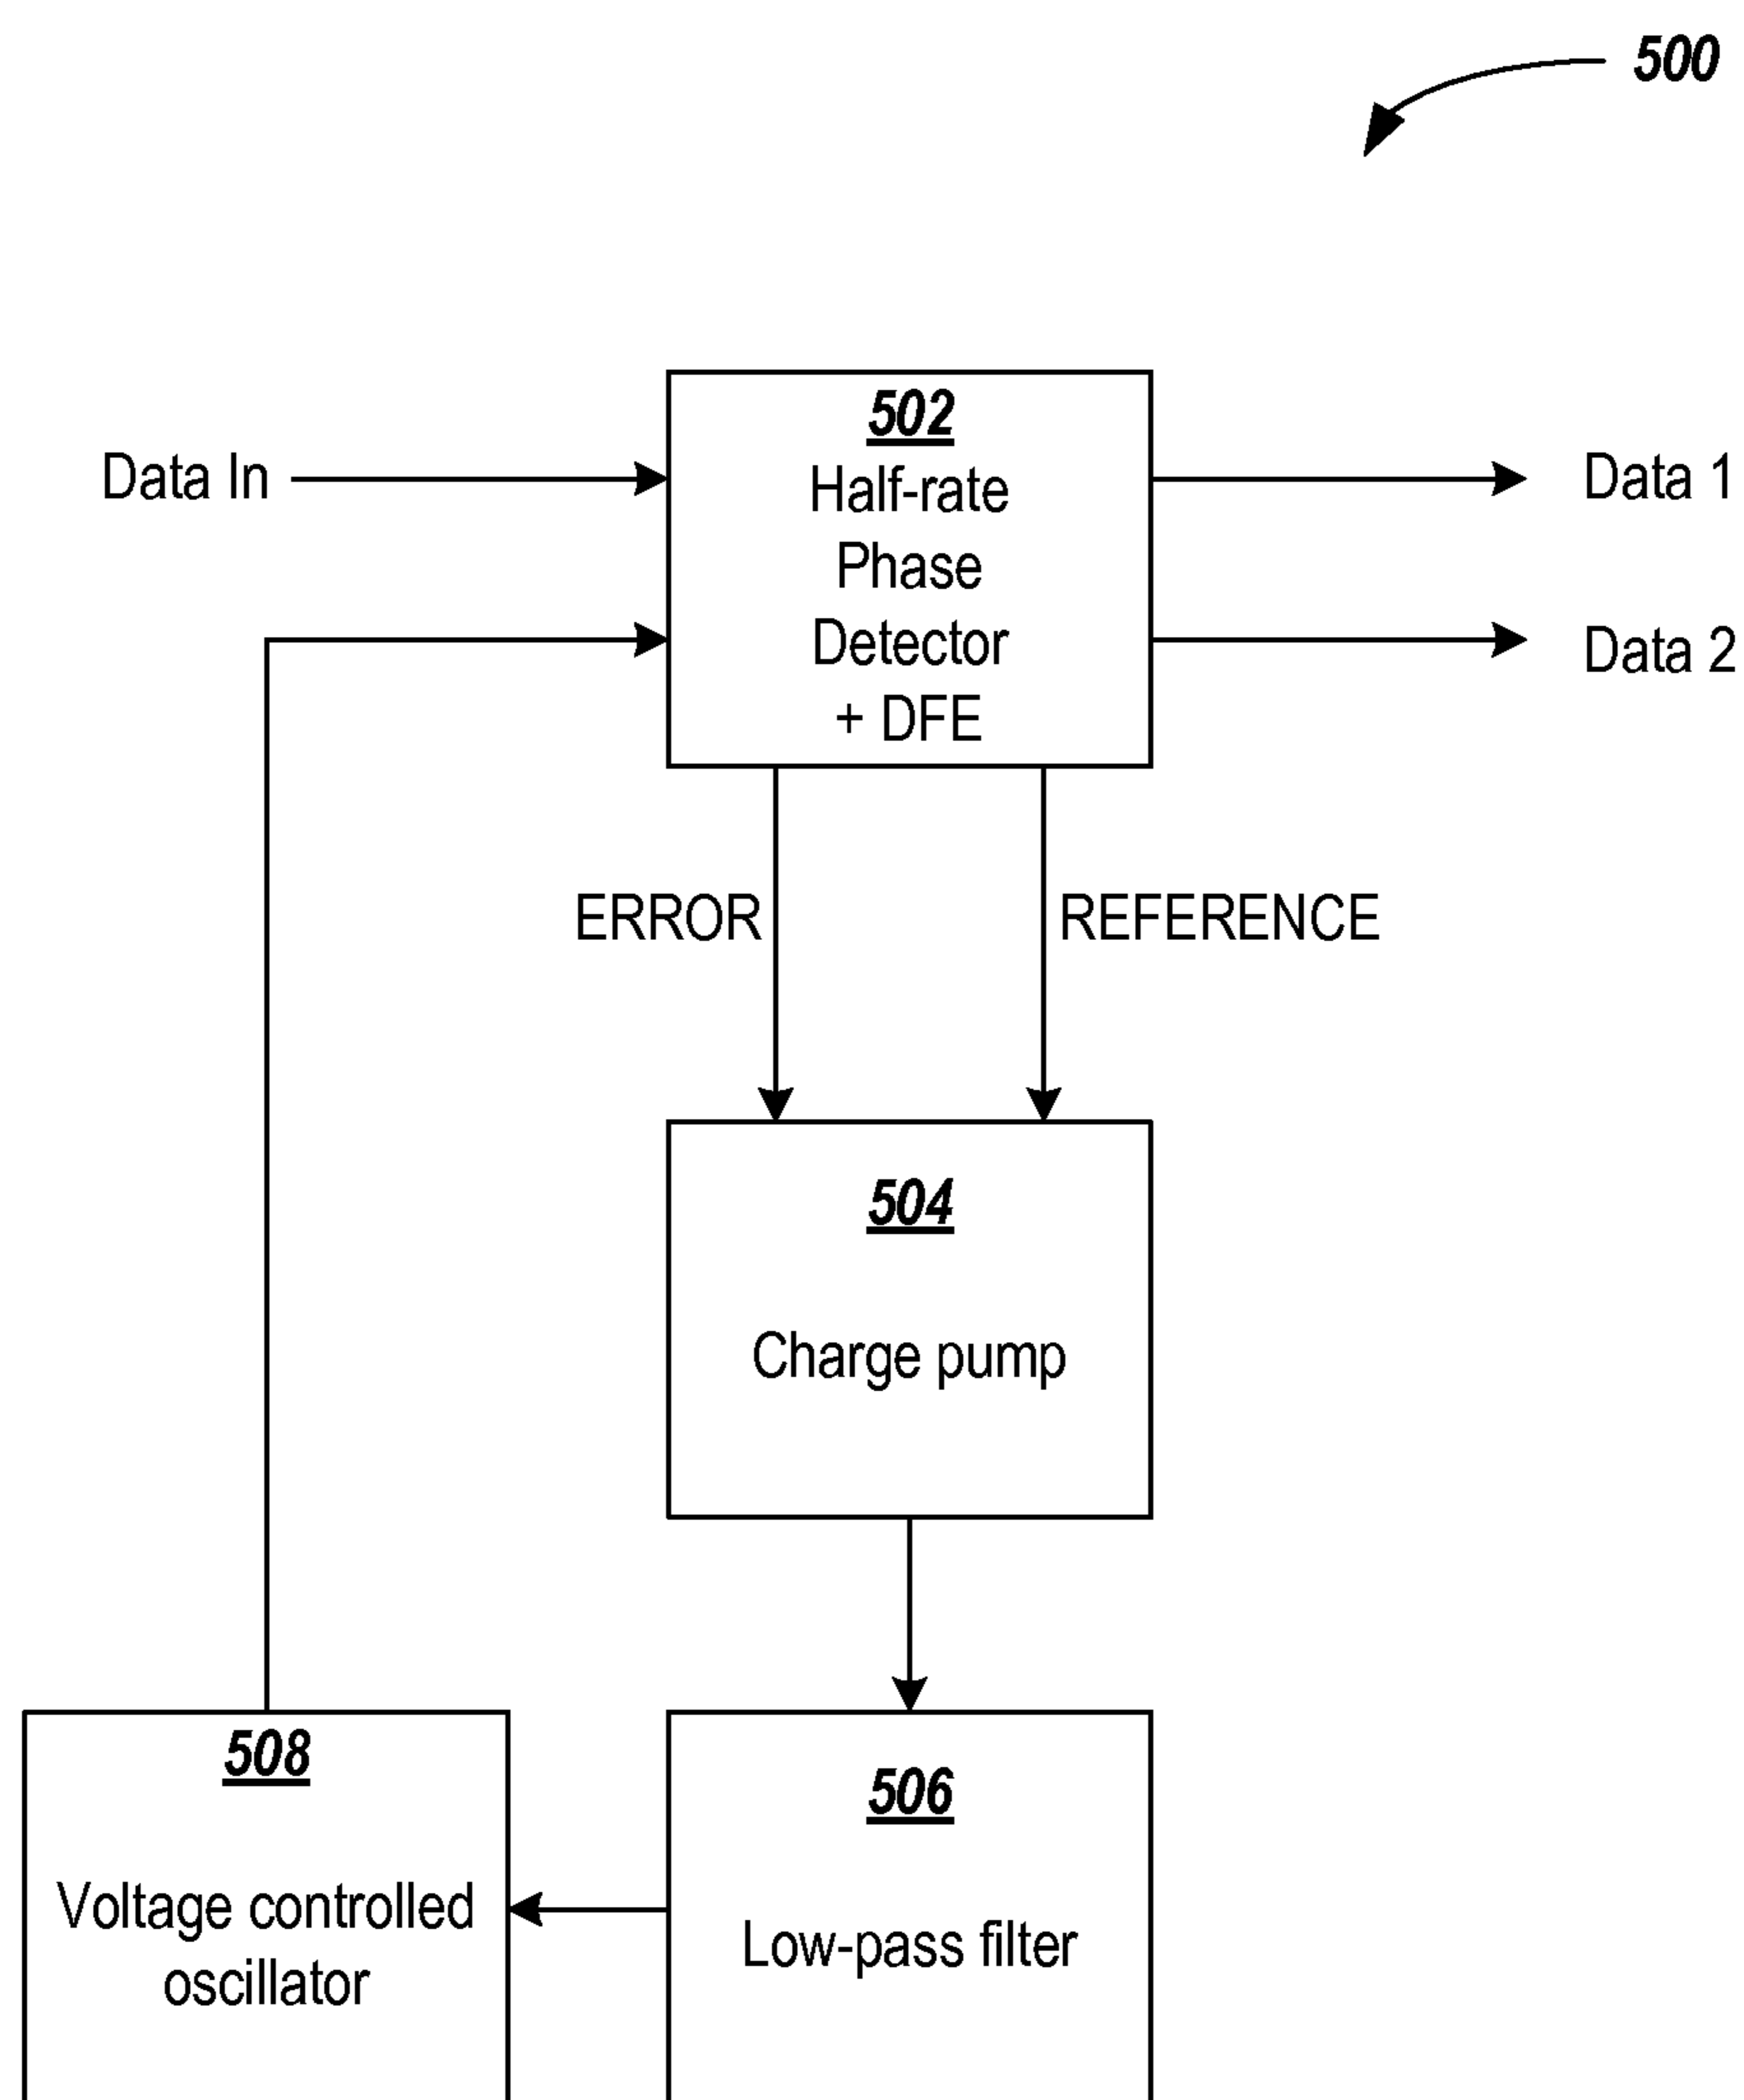 500
502
Half-rate
Phase
Detector
+ DFE
Data In
Data 1
Data 2
ERROR
REFERENCE
504
Charge pump
508
Voltage controlled
oscillator
506
Low-pass filter